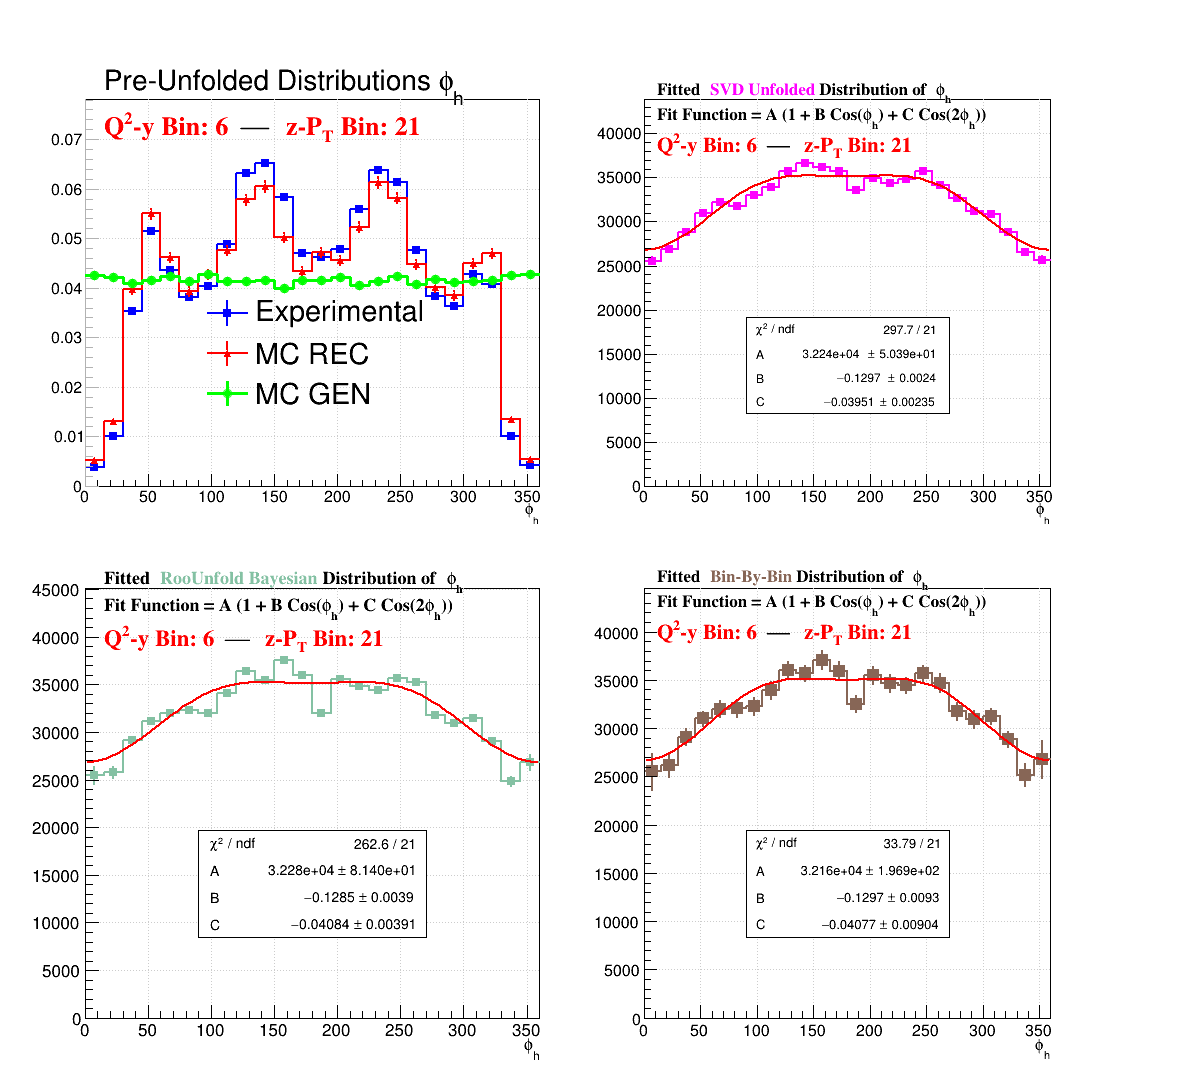 Pre-Unfolded Distributions ϕh
Q2-y Bin: 6 — z-PT Bin: 21
0.07
0.06
0.05
0.04
0.03
0.02
0.01
0
Experimental
MC REC
MC GEN
0 50 100 150 200 250 300 350
ϕh
Fitted SVD Unfolded Distribution of ϕh
Fit Function = A (1 + B Cos(ϕh) + C Cos(2ϕh))
Q2-y Bin: 6 — z-PT Bin: 21
40000
35000
30000
25000
20000
15000
10000
5000
0
χ2 / ndf 297.7 / 21
A 3.224e+04 ± 5.039e+01
B −0.1297 ± 0.0024
C −0.03951 ± 0.00235
0 50 100 150 200 250 300 350
ϕh
Fitted RooUnfold Bayesian Distribution of ϕh
Fit Function = A (1 + B Cos(ϕh) + C Cos(2ϕh))
Q2-y Bin: 6 — z-PT Bin: 21
45000
40000
35000
30000
25000
20000
15000
10000
5000
0
χ2 / ndf 262.6 / 21
A 3.228e+04 ± 8.140e+01
B −0.1285 ± 0.0039
C −0.04084 ± 0.00391
0 50 100 150 200 250 300 350
ϕh
Fitted Bin-By-Bin Distribution of ϕh
Fit Function = A (1 + B Cos(ϕh) + C Cos(2ϕh))
Q2-y Bin: 6 — z-PT Bin: 21
40000
35000
30000
25000
20000
15000
10000
5000
0
χ2 / ndf 33.79 / 21
A 3.216e+04 ± 1.969e+02
B −0.1297 ± 0.0093
C −0.04077 ± 0.00904
0 50 100 150 200 250 300 350
ϕh